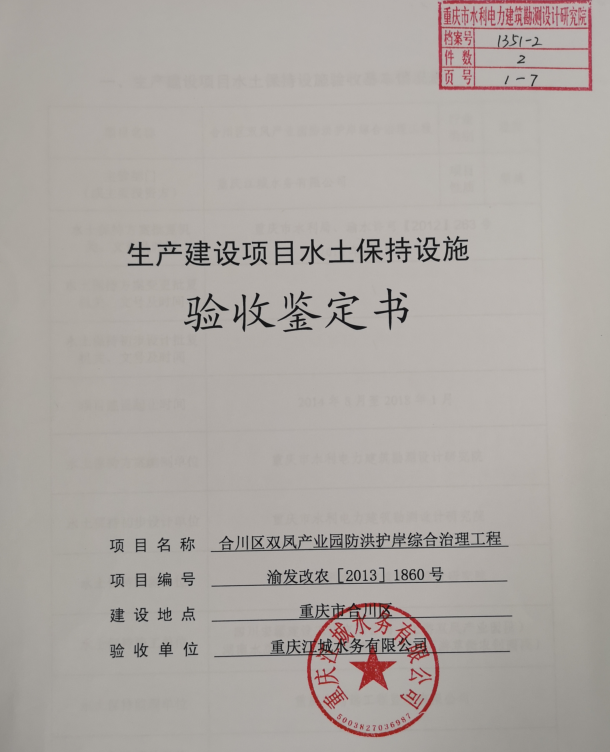 重庆市水利电力建筑勘测设计研究院
档案号 1351-2
件数 2
页号 1-7
生产建设项目水土保持设施
验收鉴定书
项目名称 合川区双凤产业园防洪护岸综合治理工程
项目编号 渝发改农［2013］1860号
建设地点 重庆市合川区
验收单位 重庆江城水务有限公司
重庆江城水务有限公司
5003827036987